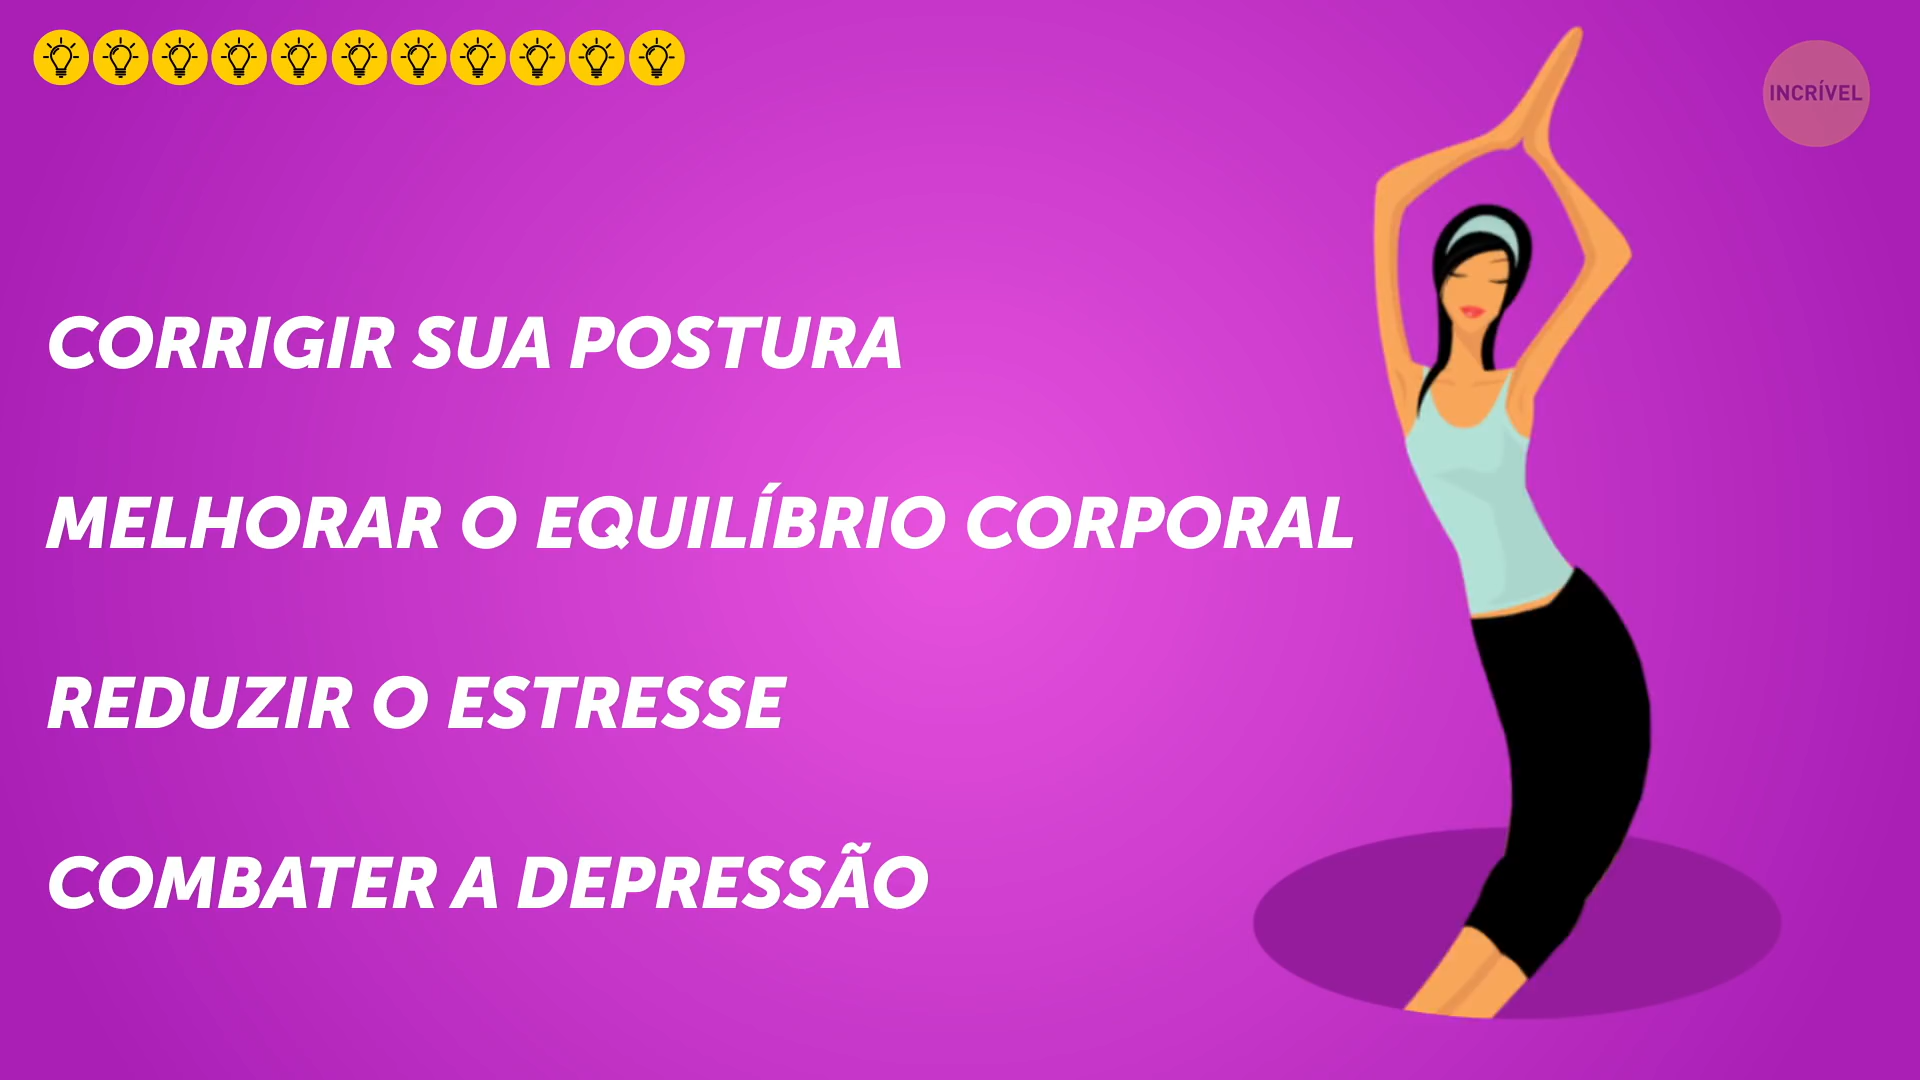 INCRÍVEL
CORRIGIR SUA POSTURA
MELHORAR O EQUILÍBRIO CORPORAL
REDUZIR O ESTRESSE
COMBATER A DEPRESSÃO